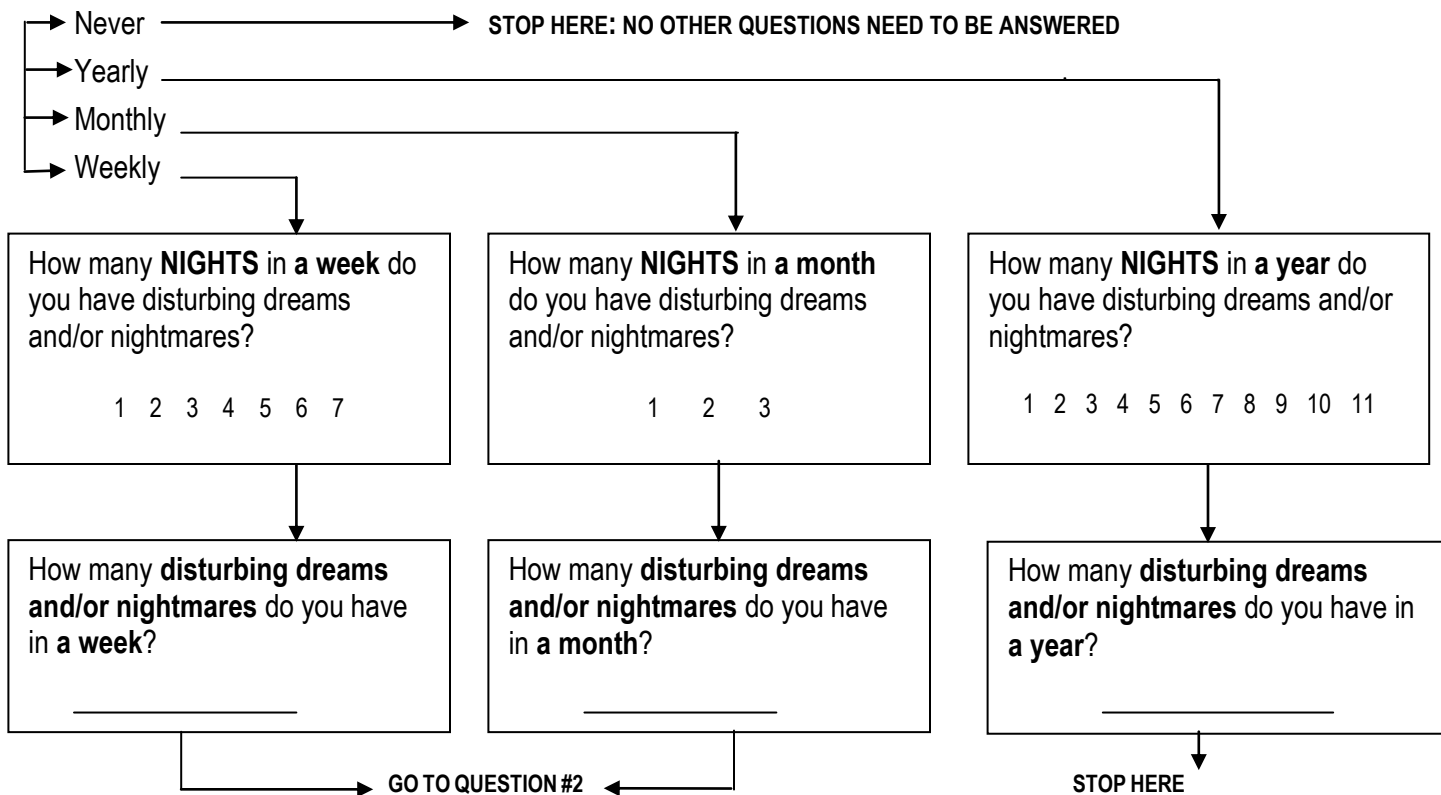 Never
STOP HERE: NO OTHER QUESTIONS NEED TO BE ANSWERED
Yearly
Monthly
Weekly
How many NIGHTS in a week do
you have disturbing dreams
and/or nightmares?
1 2 3 4 5 6 7
How many NIGHTS in a month
do you have disturbing dreams
and/or nightmares?
1 2 3
How many NIGHTS in a year do
you have disturbing dreams and/or
nightmares?
1 2 3 4 5 6 7 8 9 10 11
How many disturbing dreams
and/or nightmares do you have
in a week?
How many disturbing dreams
and/or nightmares do you have
in a month?
How many disturbing dreams
and/or nightmares do you have in
a year?
GO TO QUESTION #2
STOP HERE